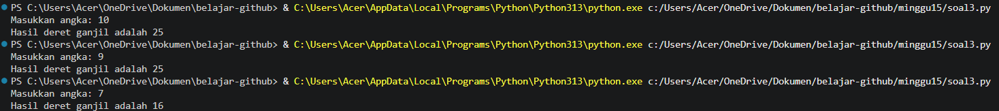 PS C:\Users\Acer\OneDrive\Dokumen\belajar-github> & C:\Users\Acer\AppData\Local\Programs\Python\Python313\python.exe c:/Users/Acer/OneDrive/Dokumen/belajar-github/minggu15/soal3.py
Masukkan angka: 10
Hasil deret ganjil adalah 25
PS C:\Users\Acer\OneDrive\Dokumen\belajar-github> & C:\Users\Acer\AppData\Local\Programs\Python\Python313\python.exe c:/Users/Acer/OneDrive/Dokumen/belajar-github/minggu15/soal3.py
Masukkan angka: 9
Hasil deret ganjil adalah 25
PS C:\Users\Acer\OneDrive\Dokumen\belajar-github> & C:\Users\Acer\AppData\Local\Programs\Python\Python313\python.exe c:/Users/Acer/OneDrive/Dokumen/belajar-github/minggu15/soal3.py
Masukkan angka: 7
Hasil deret ganjil adalah 16